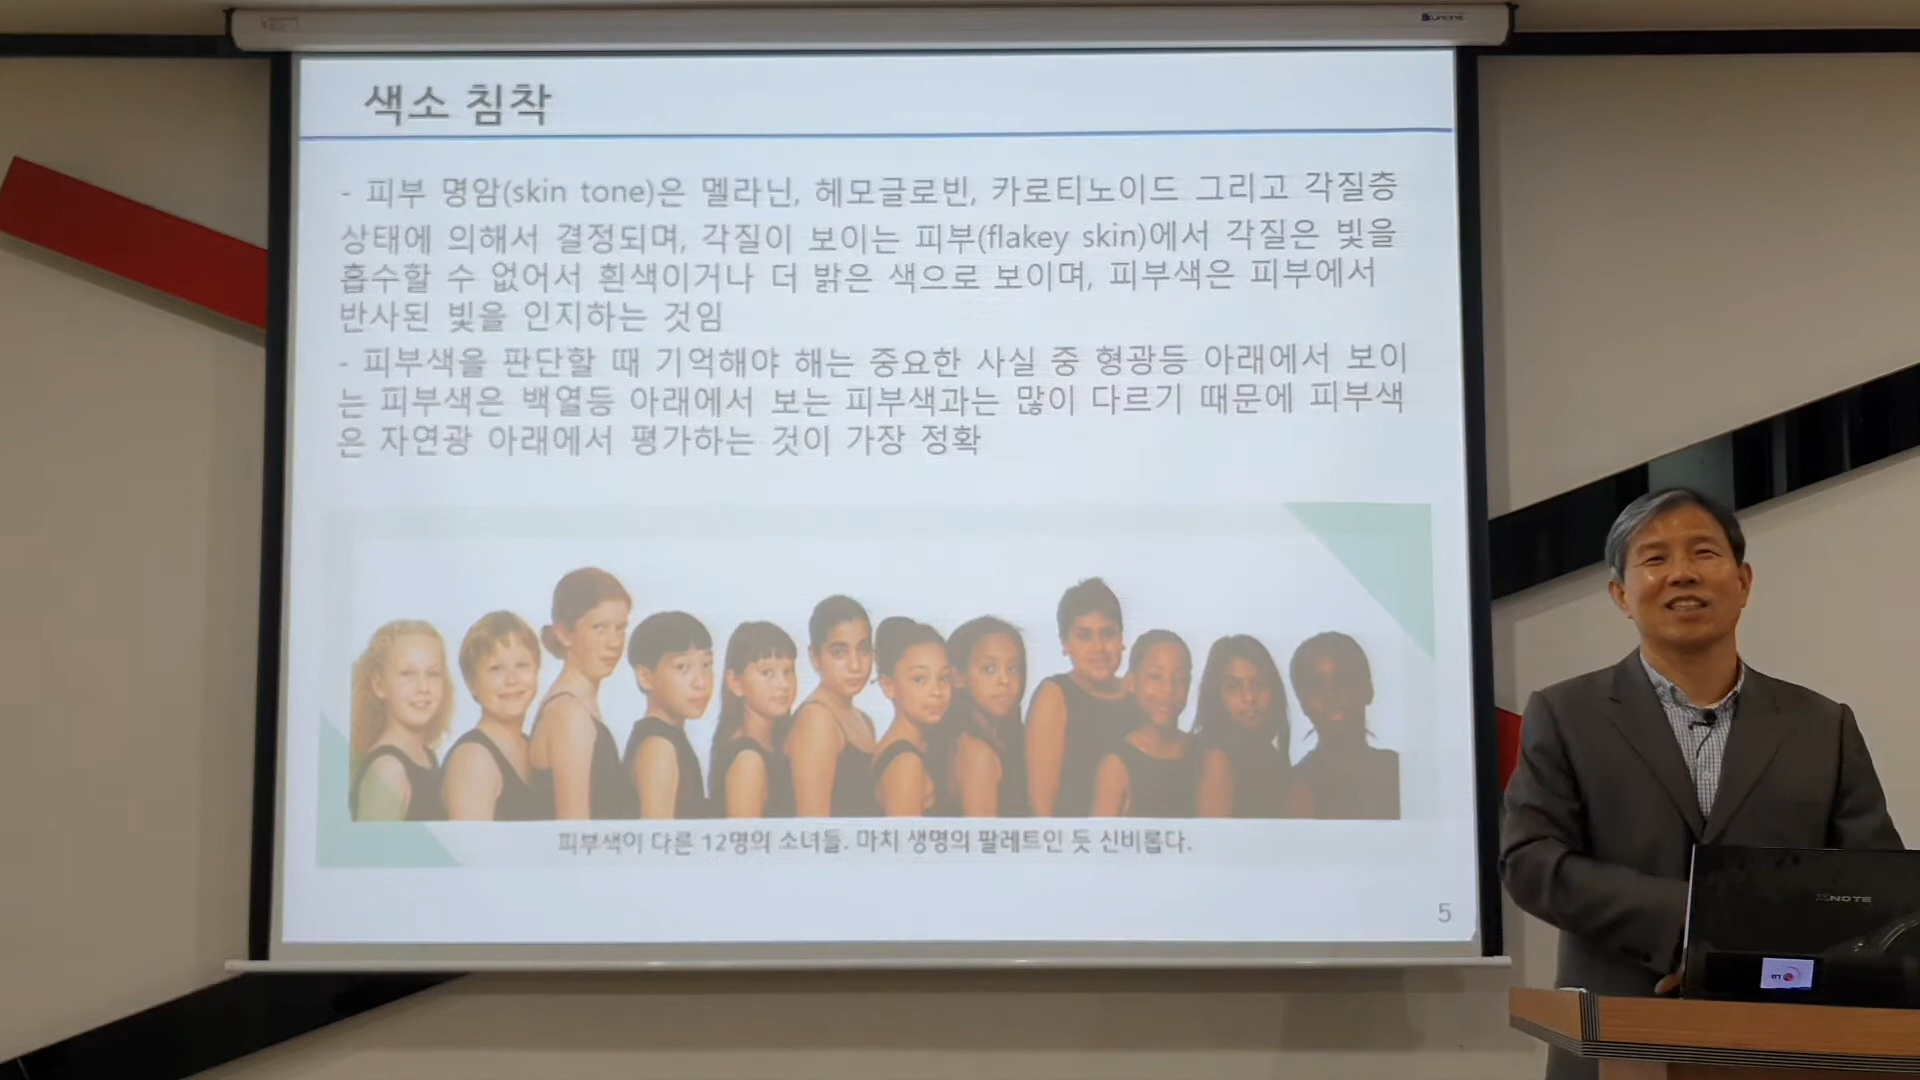 색소 침착
- 피부 명암(skin tone)은 멜라닌, 헤모글로빈, 카로티노이드 그리고 각질층
상태에 의해서 결정되며, 각질이 보이는 피부(flakey skin)에서 각질은 빛을
흡수할 수 없어서 흰색이거나 더 밝은 색으로 보이며, 피부색은 피부에서
반사된 빛을 인지하는 것임
- 피부색을 판단할 때 기억해야 해는 중요한 사실 중 형광등 아래에서 보이
는 피부색은 백열등 아래에서 보는 피부색과는 많이 다르기 때문에 피부색
은 자연광 아래에서 평가하는 것이 가장 정확
피부색이 다른 12명의 소녀들. 마치 생명의 팔레트인 듯 신비롭다.
5
XNOTE